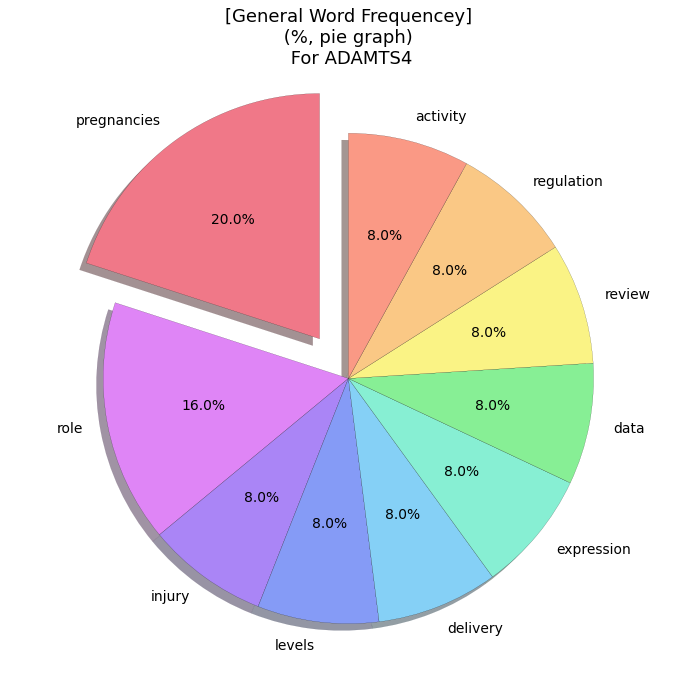 [General Word Frequencey]
(%, pie graph)
For ADAMTS4
pregnancies
20.0%
activity
8.0%
regulation
8.0%
review
8.0%
data
8.0%
expression
8.0%
delivery
8.0%
levels
8.0%
injury
8.0%
role
16.0%